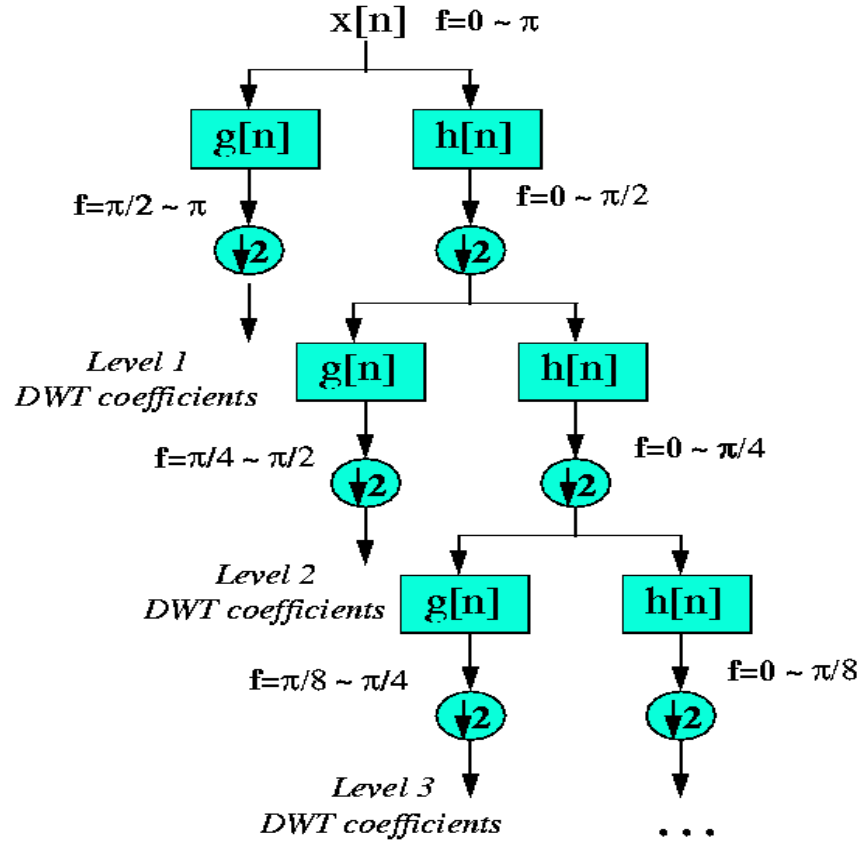 x[n] f=0 ~ π
g[n] h[n]
f=π/2 ~ π f=0 ~ π/2
↓2 ↓2
Level 1
DWT coefficients
g[n] h[n]
f=π/4 ~ π/2 f=0 ~ π/4
↓2 ↓2
Level 2
DWT coefficients
g[n] h[n]
f=π/8 ~ π/4 f=0 ~ π/8
↓2 ↓2
Level 3
DWT coefficients
...